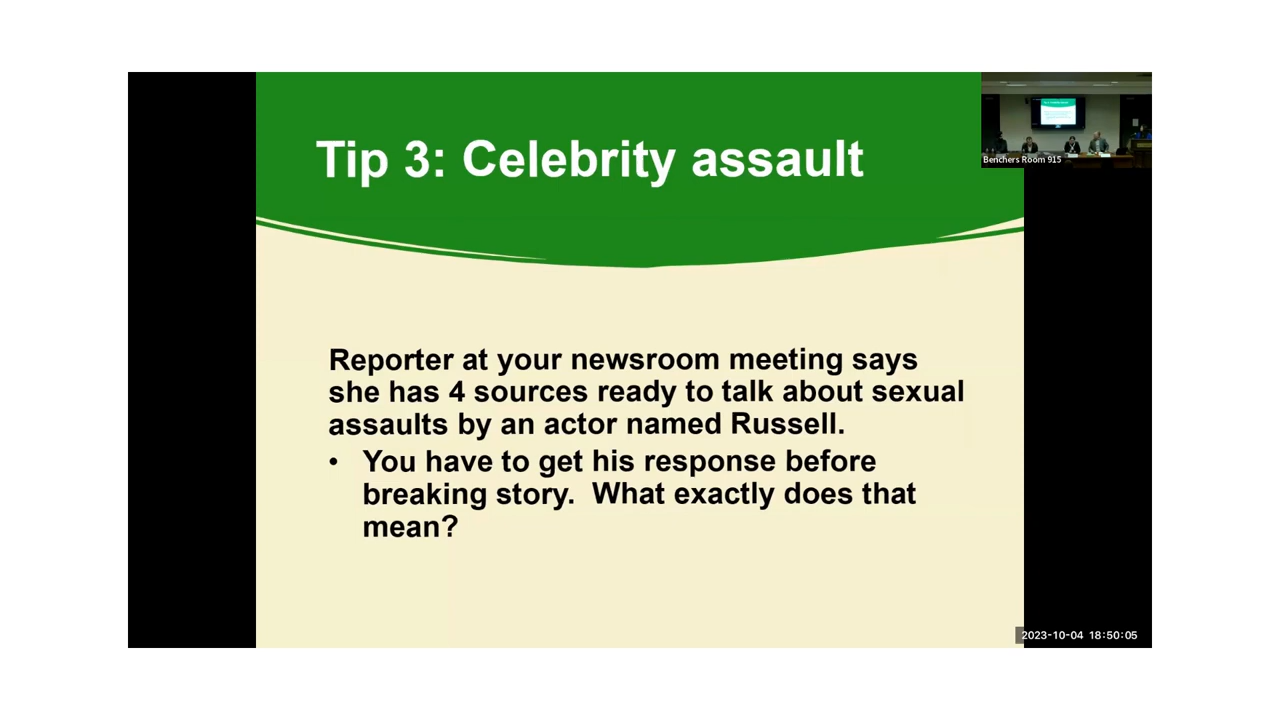 Tip 3: Celebrity assault
Benchers Room 915
Reporter at your newsroom meeting says
she has 4 sources ready to talk about sexual
assaults by an actor named Russell.
• You have to get his response before
breaking story.  What exactly does that
mean?
2023-10-04 18:50:05